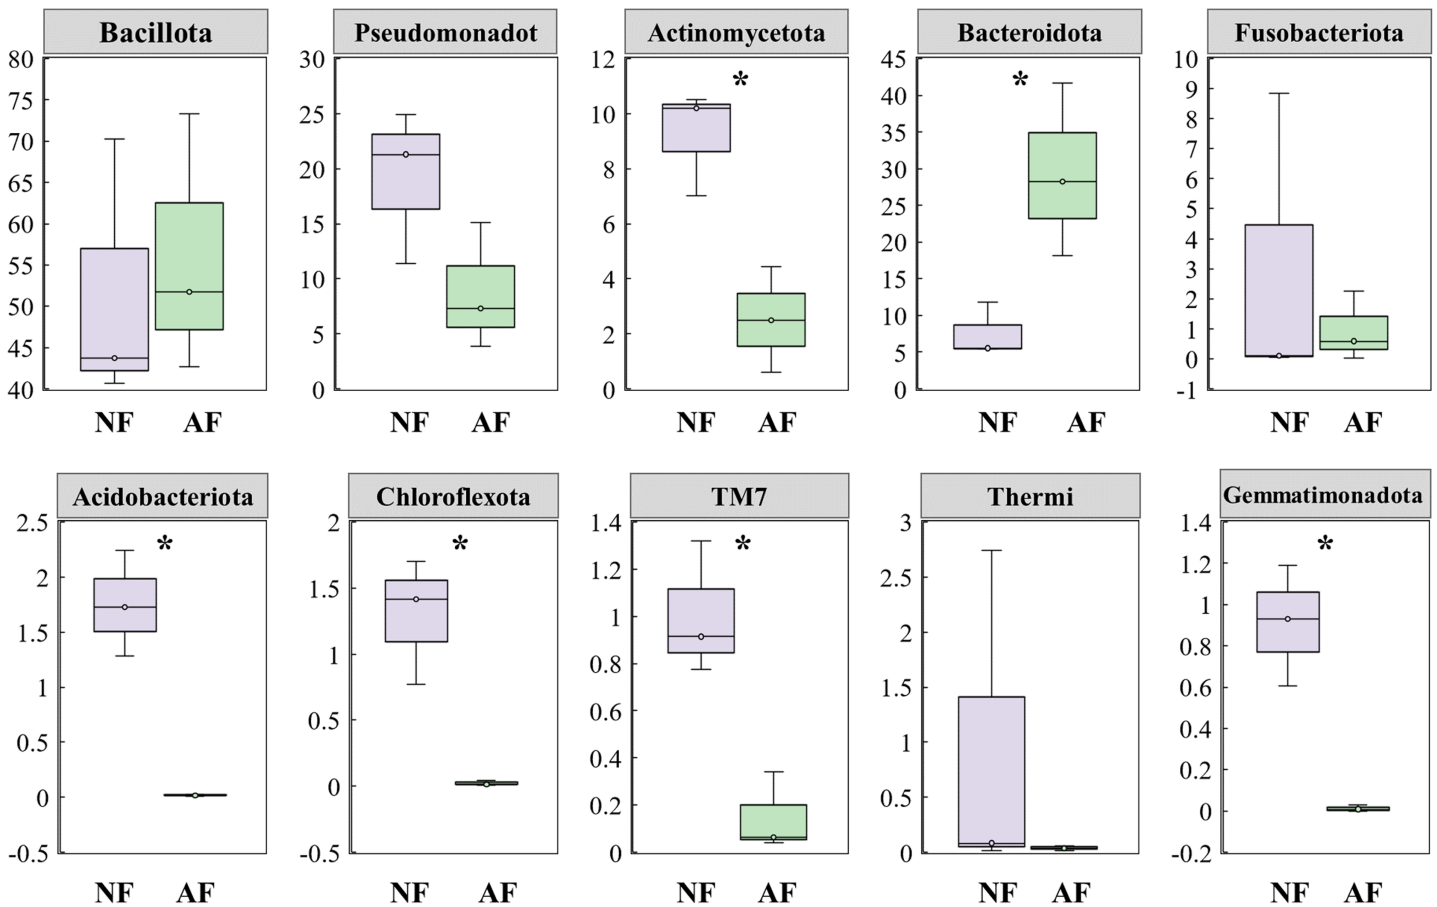 Bacillota Pseudomonadot Actinomycetota Bacteroidota Fusobacteriota
80 75 70 65 60 55 50 45 40
30 25 20 15 10 5 0
* 12 10 8 6 4 2 0
* 45 40 35 30 25 20 15 10 5 0
10 9 8 7 6 5 4 3 2 1 0 -1
NF AF NF AF NF AF NF AF NF AF
Acidobacteriota Chloroflexota TM7 Thermi Gemmatimonadota
* 2.5 2 1.5 1 0.5 0 -0.5
* 2 1.5 1 0.5 0 -0.5
* 1.4 1.2 1 0.8 0.6 0.4 0.2 0
3 2.5 2 1.5 1 0.5 0
* 1.4 1.2 1 0.8 0.6 0.4 0.2 0 -0.2
NF AF NF AF NF AF NF AF NF AF